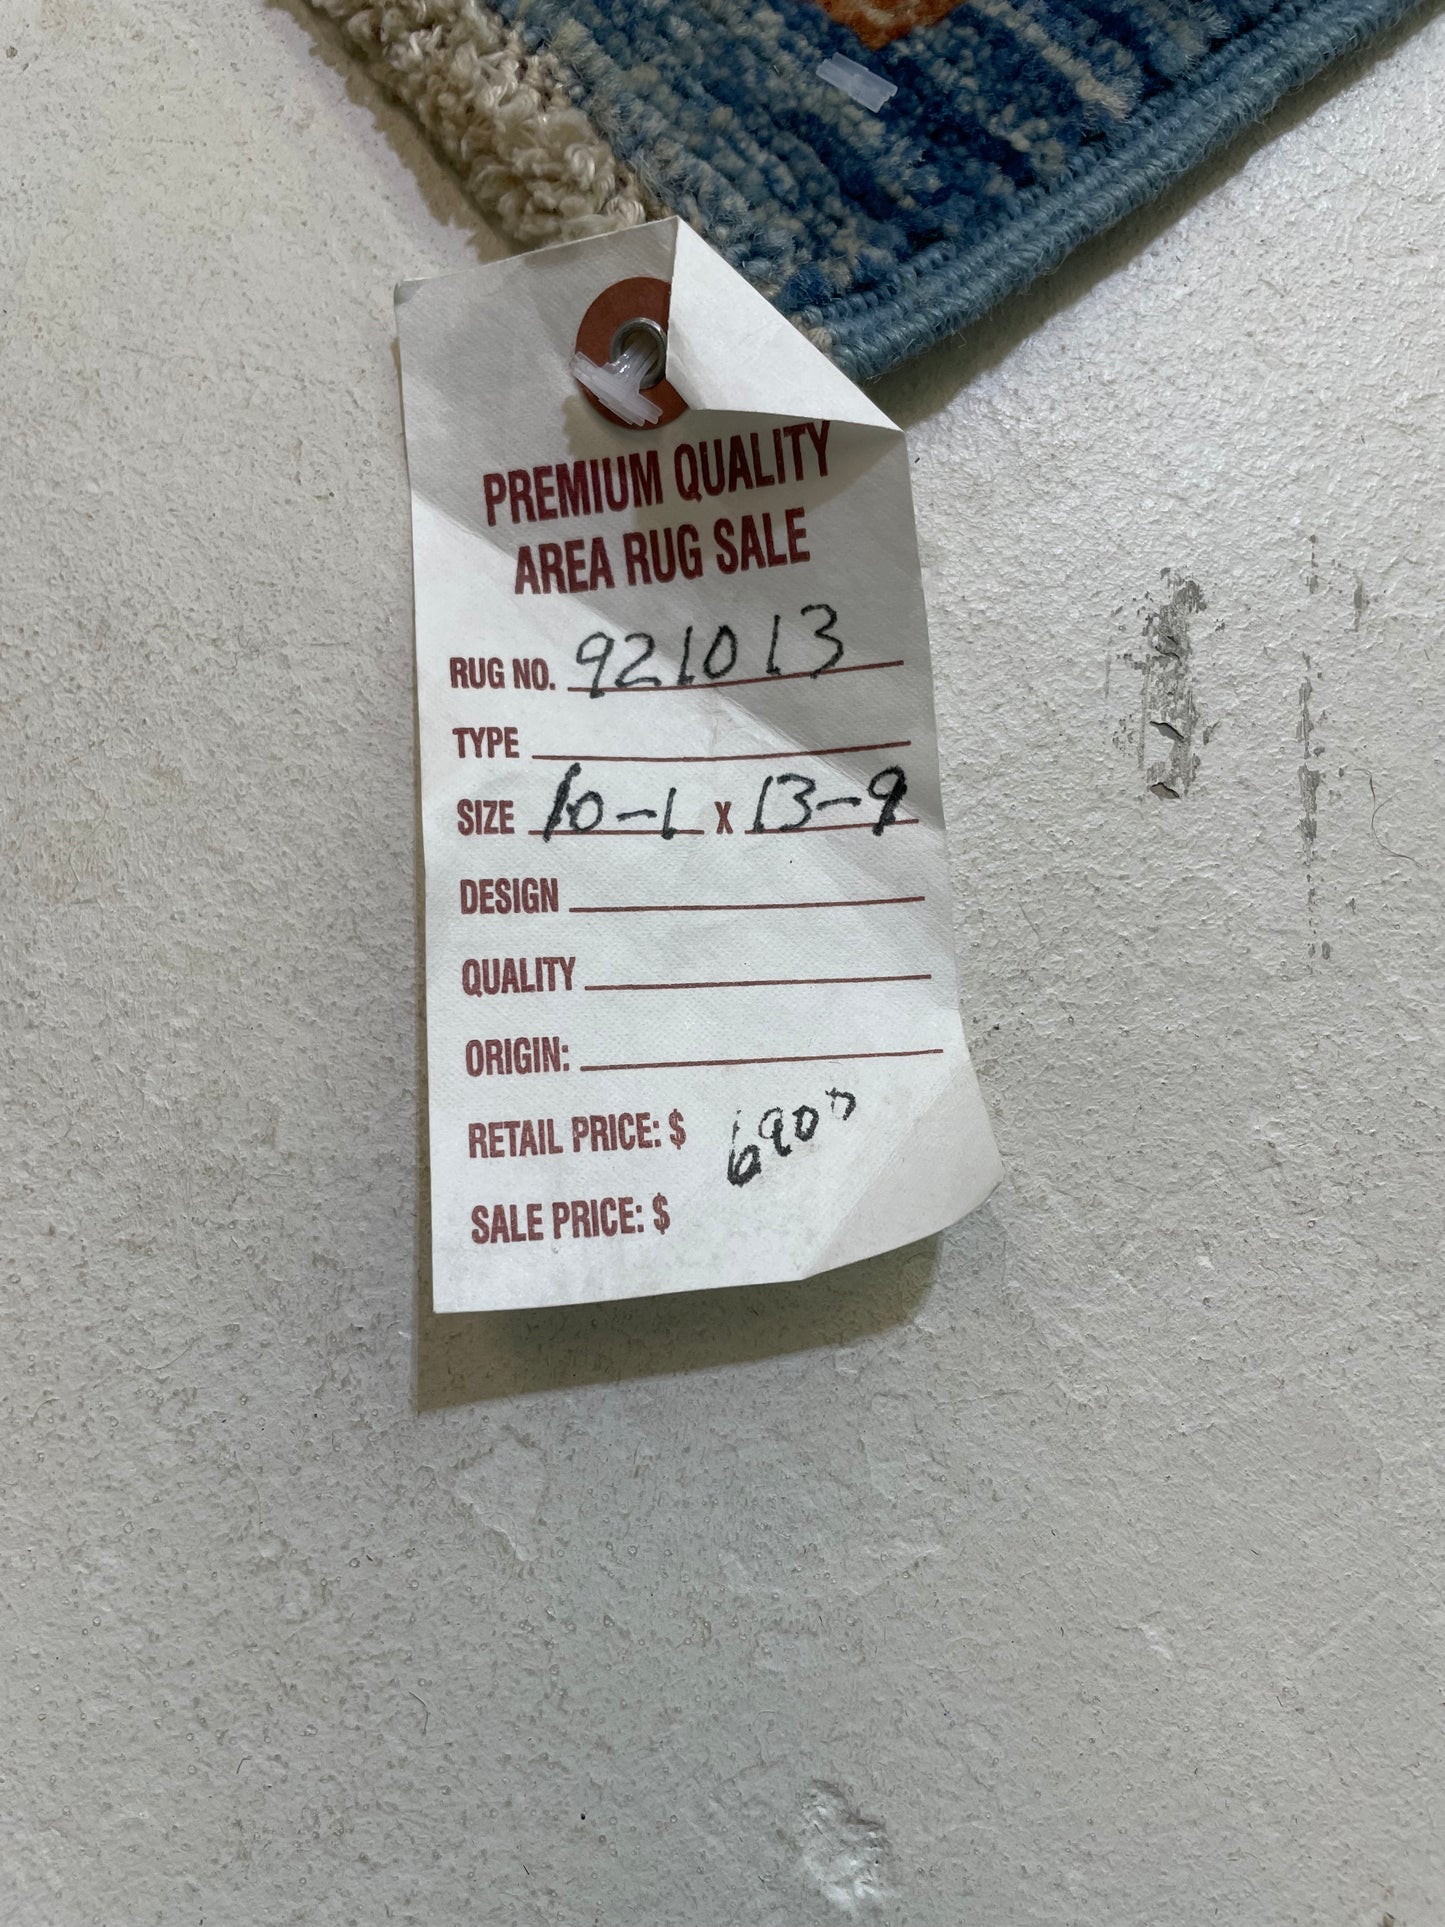 PREMIUM QUALITY
AREA RUG SALE
RUG NO. 921013
TYPE
SIZE 10-1 x 13-9
DESIGN
QUALITY
ORIGIN:
RETAIL PRICE: $ 6900
SALE PRICE: $